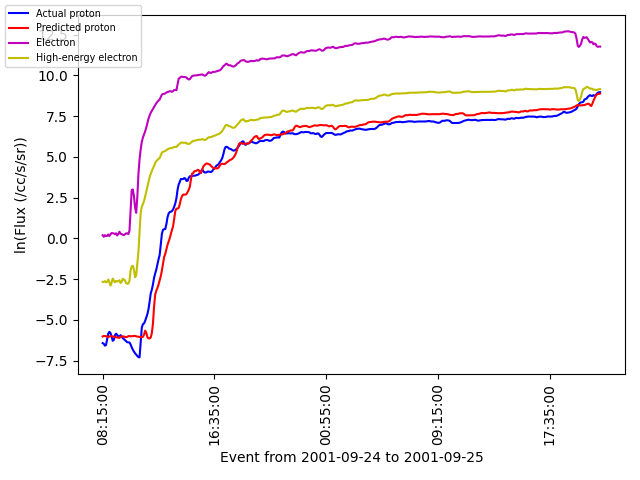 Actual proton
Predicted proton
Electron
High-energy electron
12.5
10.0
7.5
5.0
2.5
0.0
−2.5
−5.0
−7.5
ln(Flux (/cc/s/sr))
08:15:00
16:35:00
00:55:00
09:15:00
17:35:00
Event from 2001-09-24 to 2001-09-25